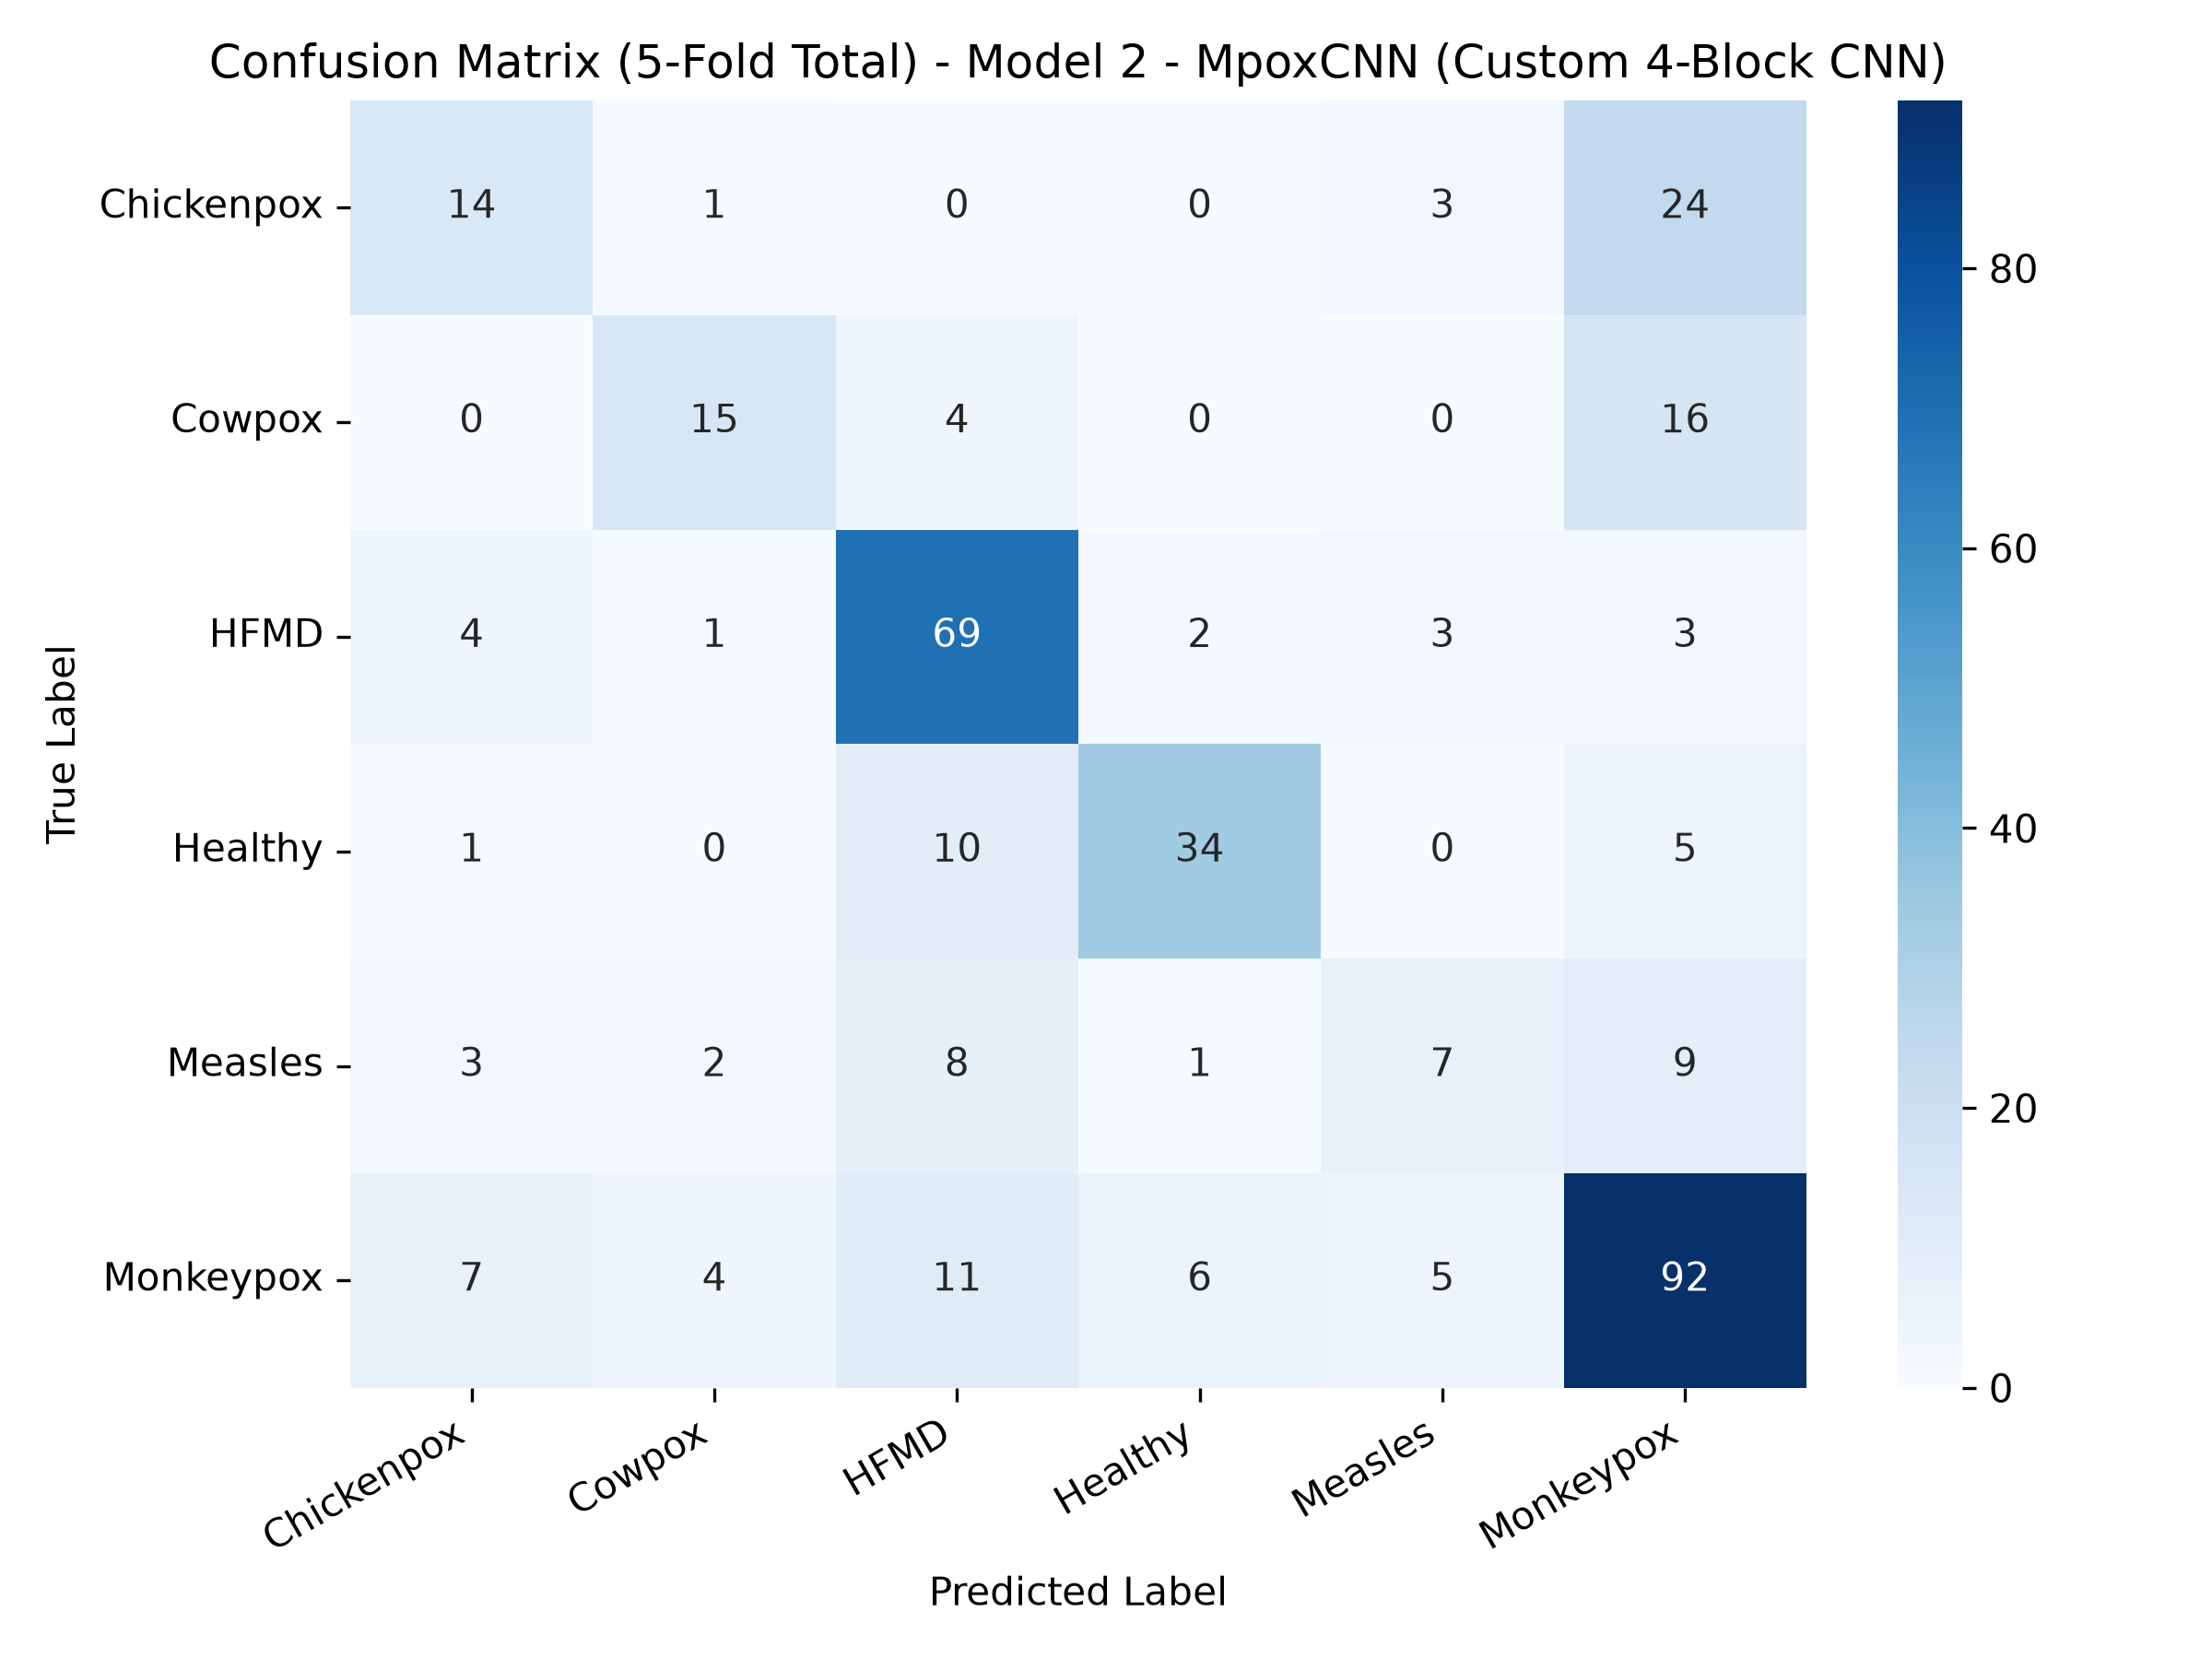 Confusion Matrix (5-Fold Total) - Model 2 - MpoxCNN (Custom 4-Block CNN)
Chickenpox 14 1 0 0 3 24
Cowpox 0 15 4 0 0 16
HFMD 4 1 69 2 3 3
Healthy 1 0 10 34 0 5
Measles 3 2 8 1 7 9
Monkeypox 7 4 11 6 5 92
True Label
Chickenpox Cowpox HFMD Healthy Measles Monkeypox
Predicted Label
80
60
40
20
0